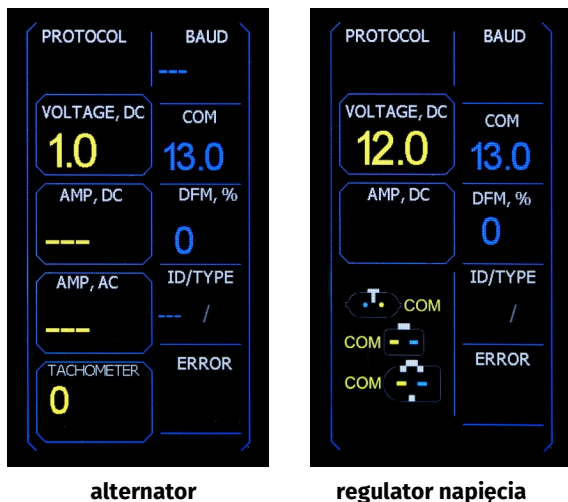 PROTOCOL BAUD
---
VOLTAGE, DC COM
1.0 13.0
AMP, DC DFM, %
--- 0
AMP, AC ID/TYPE
--- --- /
TACHOMETER ERROR
0
alternator
PROTOCOL BAUD
VOLTAGE, DC COM
12.0 13.0
AMP, DC DFM, %
0
ID/TYPE
COM /
COM
ERROR
COM
regulator napięcia